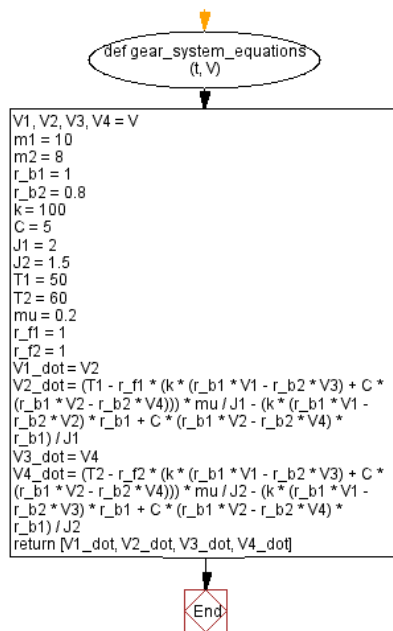 def gear_system_equations
(t, V)
V1, V2, V3, V4 = V
m1 = 10
m2 = 8
r_b1 = 1
r_b2 = 0.8
k = 100
C = 5
J1 = 2
J2 = 1.5
T1 = 50
T2 = 60
mu = 0.2
r_f1 = 1
r_f2 = 1
V1_dot = V2
V2_dot = (T1 - r_f1 * (k * (r_b1 * V1 - r_b2 * V3) + C *
(r_b1 * V2 - r_b2 * V4))) * mu / J1 - (k * (r_b1 * V1 -
r_b2 * V2) * r_b1 + C * (r_b1 * V2 - r_b2 * V4) *
r_b1) / J1
V3_dot = V4
V4_dot = (T2 - r_f2 * (k * (r_b1 * V1 - r_b2 * V3) + C *
(r_b1 * V2 - r_b2 * V4))) * mu / J2 - (k * (r_b1 * V1 -
r_b2 * V3) * r_b1 + C * (r_b1 * V2 - r_b2 * V4) *
r_b1) / J2
return [V1_dot, V2_dot, V3_dot, V4_dot]
End